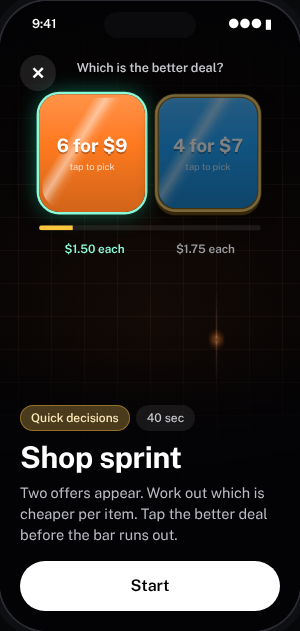 9:41
Which is the better deal?
6 for $9
tap to pick
4 for $7
tap to pick
$1.50 each
$1.75 each
Quick decisions
40 sec
Shop sprint
Two offers appear. Work out which is
cheaper per item. Tap the better deal
before the bar runs out.
Start